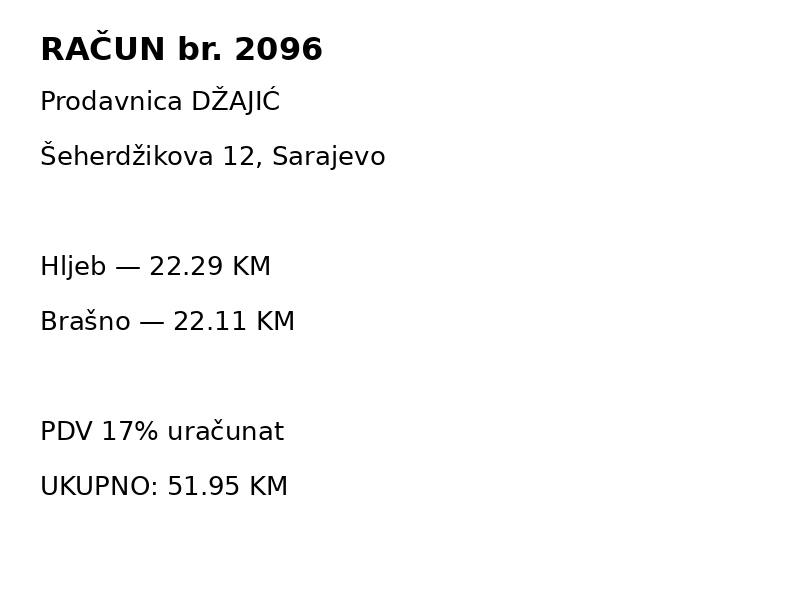 RAČUN br. 2096
Prodavnica DŽAJIĆ
Šeherdžikova 12, Sarajevo
Hljeb — 22.29 KM
Brašno — 22.11 KM
PDV 17% uračunat
UKUPNO: 51.95 KM